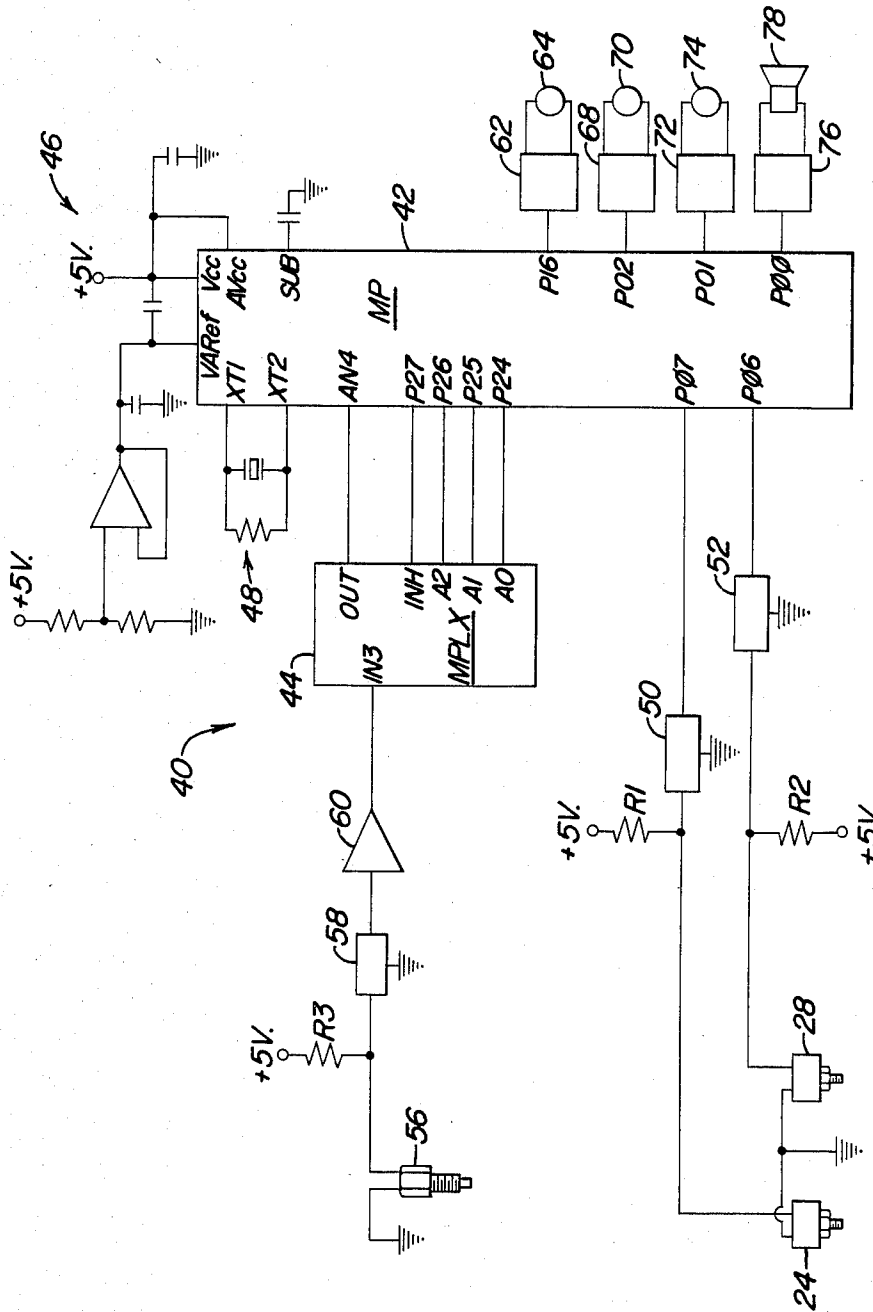 +5V.
+5V.
46
VARef
Vcc
AVcc
XT1
XT2
SUB
48
42
MP
40
44
OUT
AN4
IN3
INH
P27
A2
P26
A1
P25
A0
P24
MPLX
60
58
+5V.
R3
56
P16
62
64
P02
68
70
P01
72
74
PØØ
76
78
PØ7
PØ6
50
52
+5V.
R1
R2
+5V
24
28